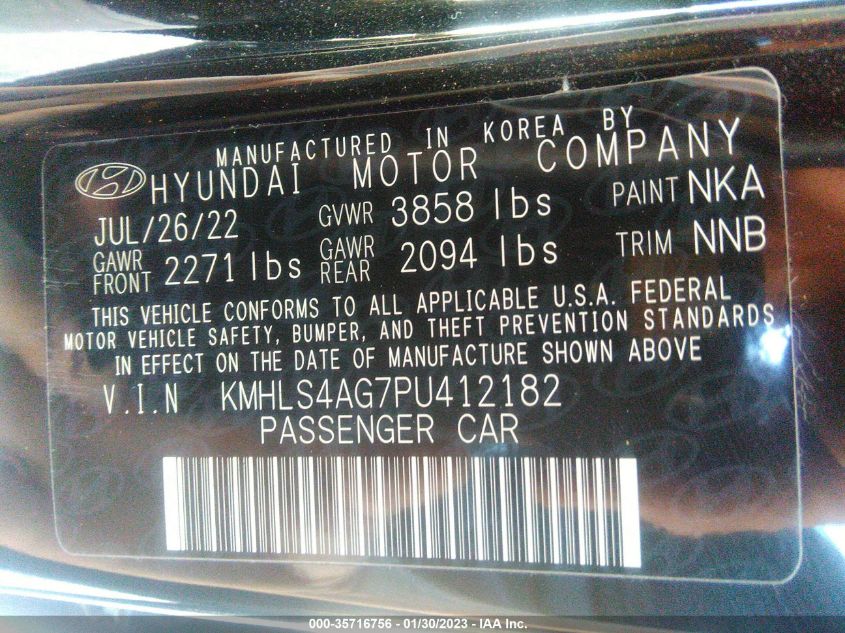 MANUFACTURED IN KOREA BY
HYUNDAI MOTOR COMPANY
JUL/26/22 GVWR 3858 lbs PAINT NKA
GAWR FRONT 2271 lbs GAWR REAR 2094 lbs TRIM NNB
THIS VEHICLE CONFORMS TO ALL APPLICABLE U.S.A. FEDERAL
MOTOR VEHICLE SAFETY, BUMPER, AND THEFT PREVENTION STANDARDS
IN EFFECT ON THE DATE OF MANUFACTURE SHOWN ABOVE
V.I.N KMHLS4AG7PU412182
PASSENGER CAR
000-35716756 - 01/30/2023 - IAA Inc.